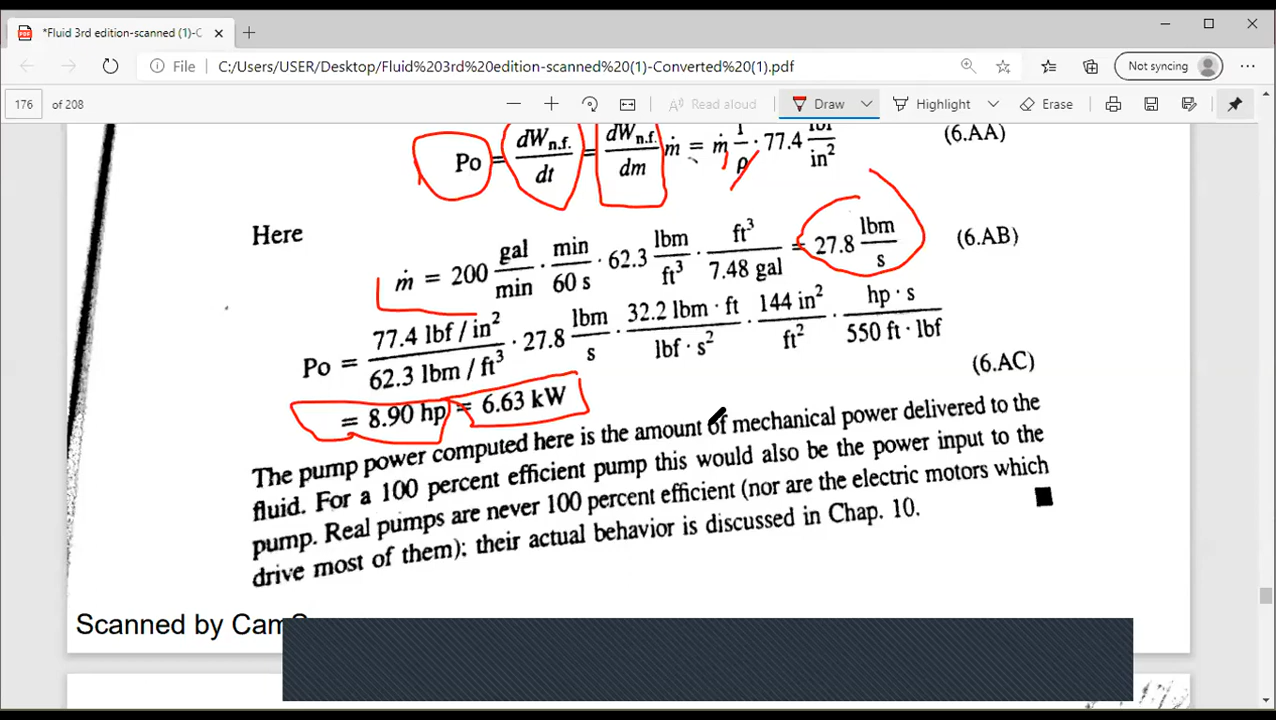 *Fluid 3rd edition-scanned (1)-C
File C:/Users/USER/Desktop/Fluid%203rd%20edition-scanned%20(1)-Converted%20(1).pdf Not syncing
176 of 208 Read aloud Draw Highlight Erase
Po = dW_n.f./dt = dW_n.f./dm ṁ = ṁ 1/ρ · 77.4 lbf/in² (6.AA)
Here
ṁ = 200 gal/min · min/60 s · 62.3 lbm/ft³ · ft³/7.48 gal = 27.8 lbm/s (6.AB)
Po = 77.4 lbf / in² / 62.3 lbm / ft³ · 27.8 lbm/s · 32.2 lbm · ft/lbf · s² · 144 in²/ft² · hp · s/550 ft · lbf
(6.AC)
= 8.90 hp = 6.63 kW
The pump power computed here is the amount of mechanical power delivered to the
fluid. For a 100 percent efficient pump this would also be the power input to the
pump. Real pumps are never 100 percent efficient (nor are the electric motors which
drive most of them); their actual behavior is discussed in Chap. 10.
Scanned by CamS